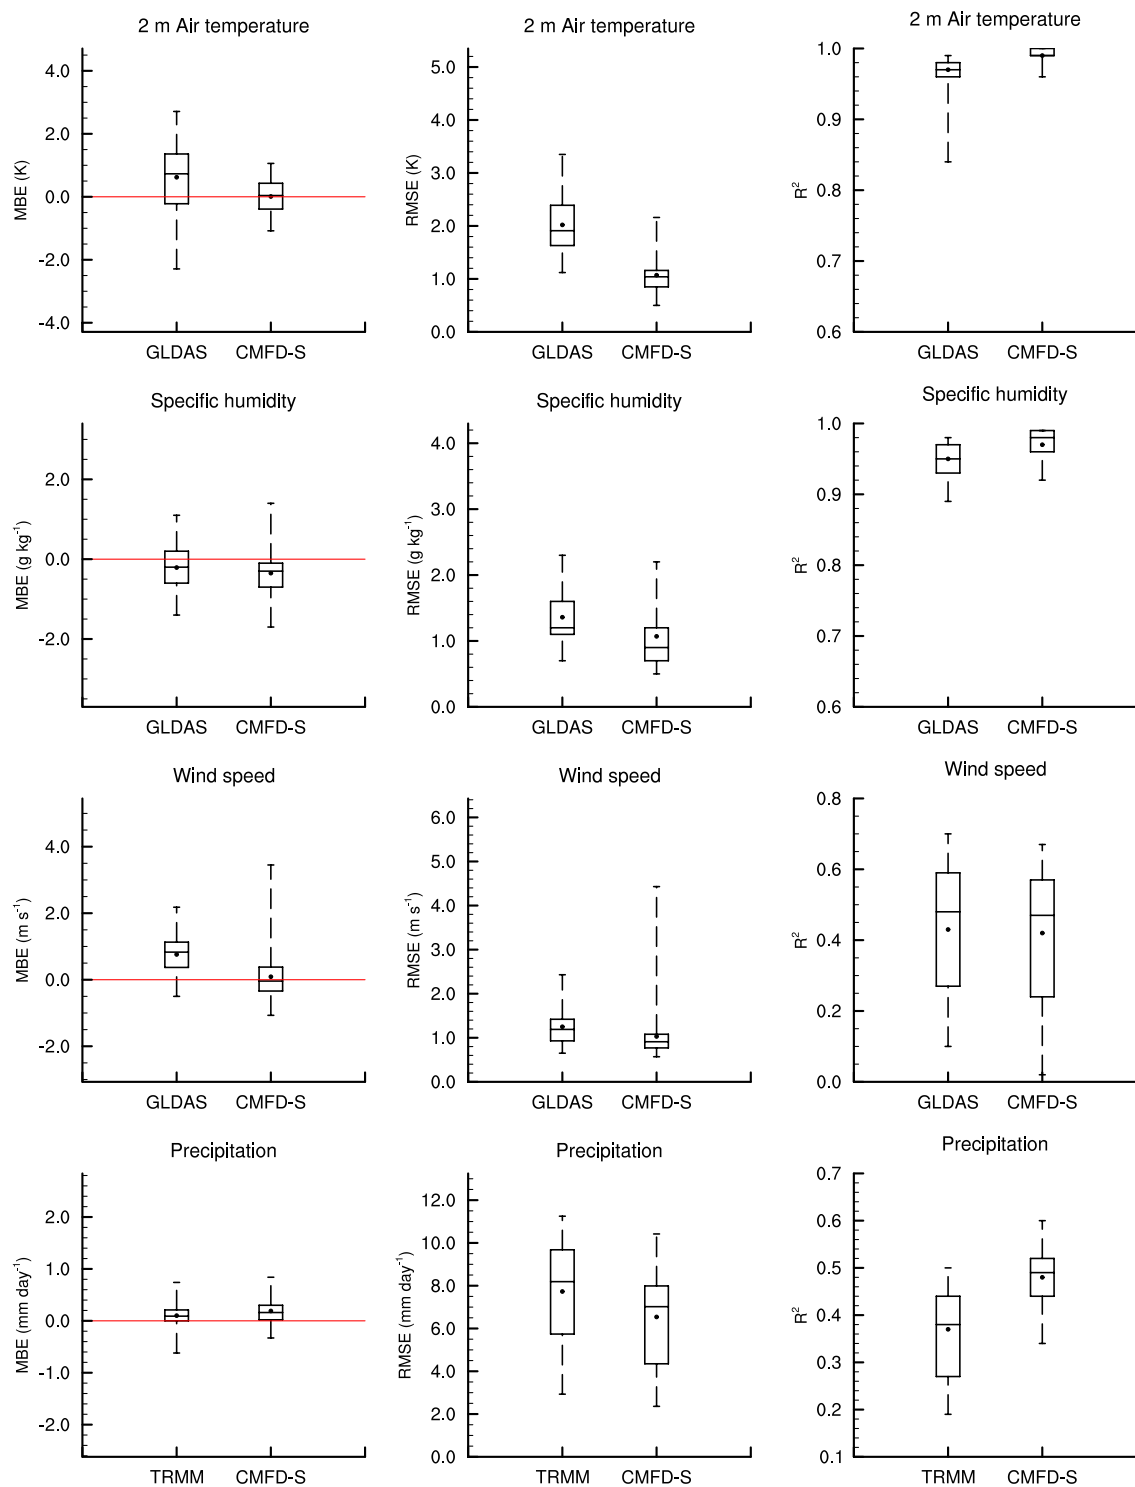 2 m Air temperature
MBE (K)
4.0
2.0
0.0
-2.0
-4.0
GLDAS CMFD-S
2 m Air temperature
RMSE (K)
5.0
4.0
3.0
2.0
1.0
0.0
GLDAS CMFD-S
2 m Air temperature
R²
1.0
0.9
0.8
0.7
0.6
GLDAS CMFD-S
Specific humidity
MBE (g kg⁻¹)
2.0
0.0
-2.0
GLDAS CMFD-S
Specific humidity
RMSE (g kg⁻¹)
4.0
3.0
2.0
1.0
0.0
GLDAS CMFD-S
Specific humidity
R²
1.0
0.9
0.8
0.7
0.6
GLDAS CMFD-S
Wind speed
MBE (m s⁻¹)
4.0
2.0
0.0
-2.0
GLDAS CMFD-S
Wind speed
RMSE (m s⁻¹)
6.0
5.0
4.0
3.0
2.0
1.0
0.0
GLDAS CMFD-S
Wind speed
R²
0.8
0.6
0.4
0.2
0.0
GLDAS CMFD-S
Precipitation
MBE (mm day⁻¹)
2.0
1.0
0.0
-1.0
-2.0
TRMM CMFD-S
Precipitation
RMSE (mm day⁻¹)
12.0
10.0
8.0
6.0
4.0
2.0
0.0
TRMM CMFD-S
Precipitation
R²
0.7
0.6
0.5
0.4
0.3
0.2
0.1
TRMM CMFD-S